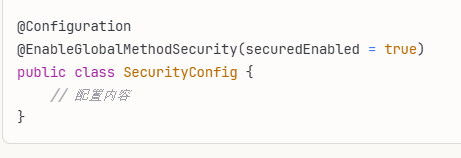 @Configuration
@EnableGlobalMethodSecurity(securedEnabled = true)
public class SecurityConfig {
    // 配置内容
}